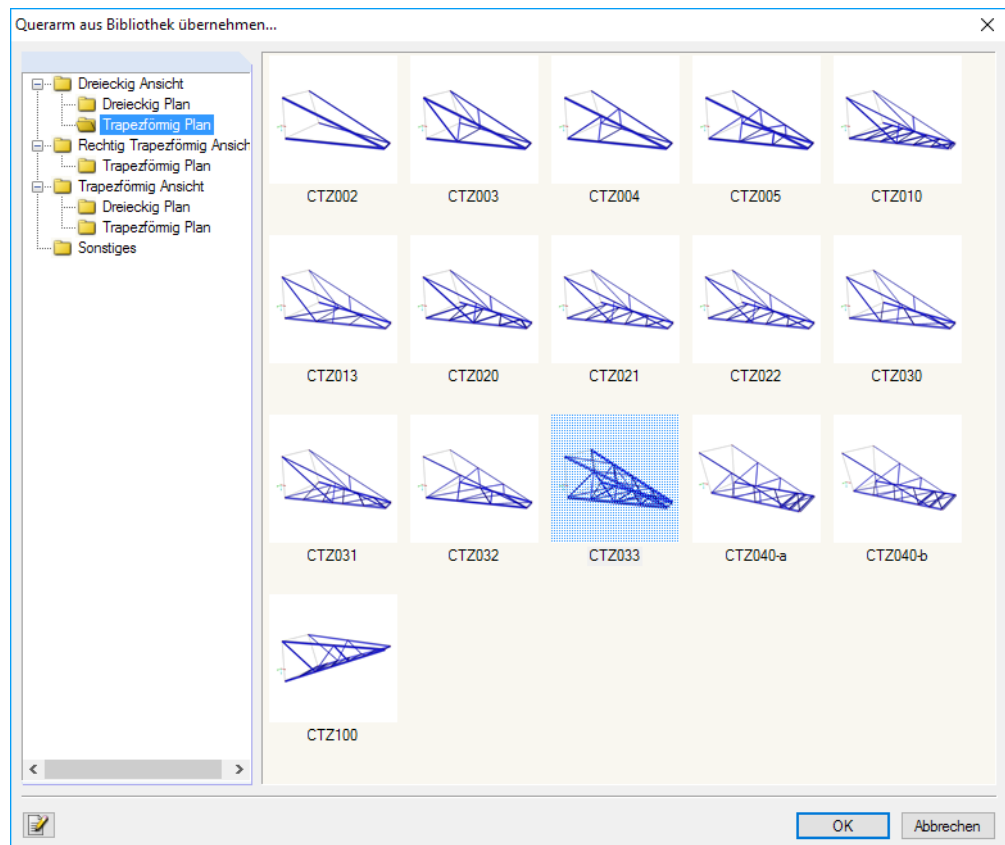 Querarm aus Bibliothek übernehmen...
Dreieckig Ansicht
Dreieckig Plan
Trapezförmig Plan
Rechtig Trapezförmig Ansich
Trapezförmig Plan
Trapezförmig Ansicht
Dreieckig Plan
Trapezförmig Plan
Sonstiges
CTZ002 CTZ003 CTZ004 CTZ005 CTZ010
CTZ013 CTZ020 CTZ021 CTZ022 CTZ030
CTZ031 CTZ032 CTZ033 CTZ040-a CTZ040-b
CTZ100
OK Abbrechen